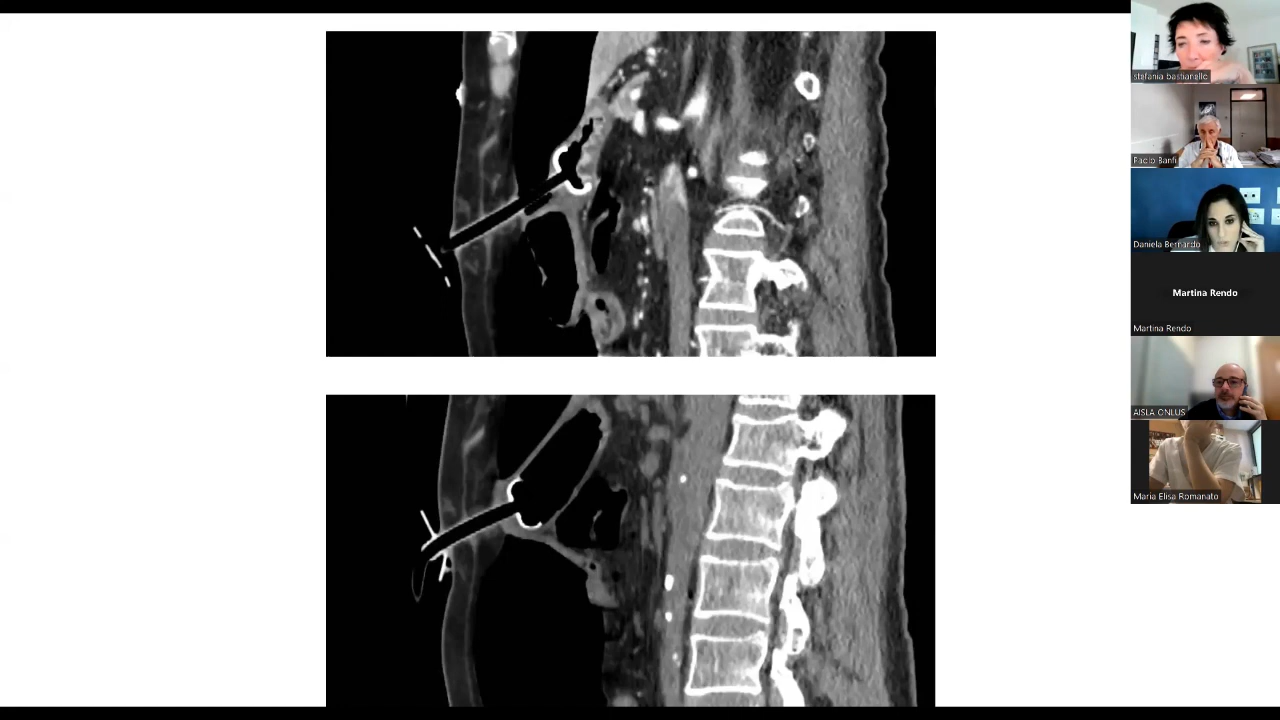 stefania bastianello
Paolo Banfi
Daniela Bernardo
Martina Rendo
Martina Rendo
AISLA ONLUS
Maria Elisa Romanato